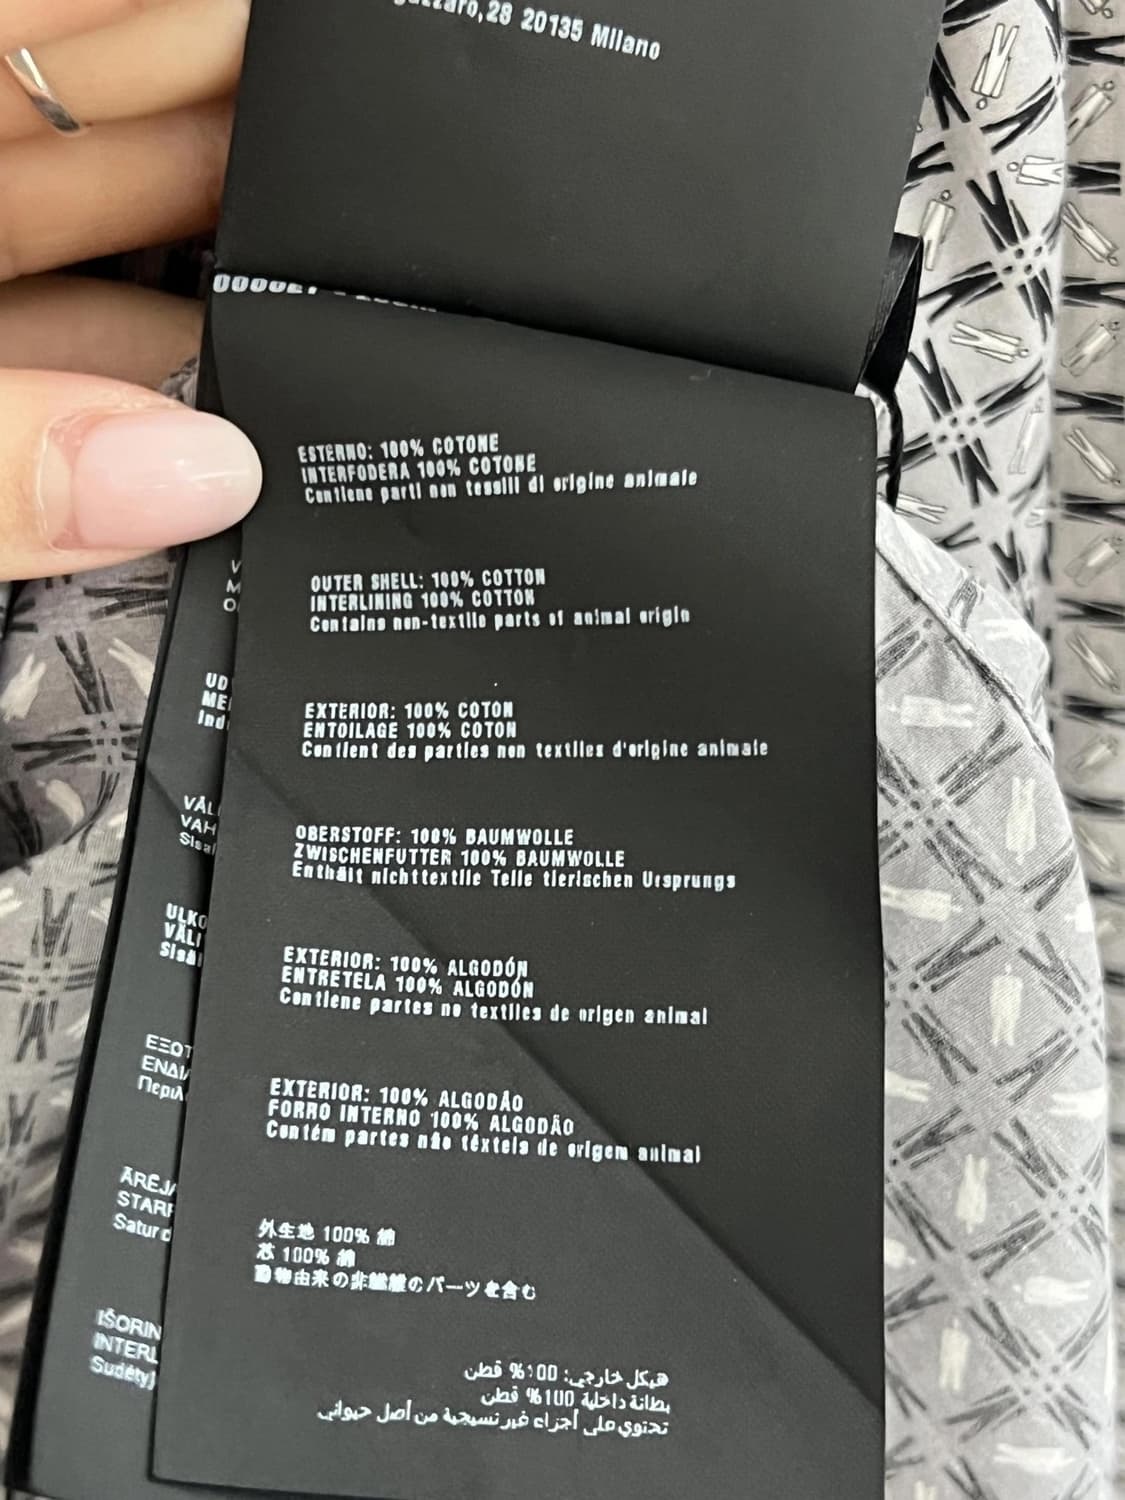 28 20135 Milano
ESTERNO: 100% COTONE
INTERFODERA 100% COTONE
Contiene parti non tessili di origine animale
OUTER SHELL: 100% COTTON
INTERLINING 100% COTTON
Contains non-textile parts of animal origin
EXTERIOR: 100% COTON
ENTOILAGE 100% COTON
Contient des parties non textiles d'origine animale
OBERSTOFF: 100% BAUMWOLLE
ZWISCHENFUTTER 100% BAUMWOLLE
Enthält nichttextile Teile tierischen Ursprungs
EXTERIOR: 100% ALGODÓN
ENTRETELA 100% ALGODÓN
Contiene partes no textiles de origen animal
EXTERIOR: 100% ALGODÃO
FORRO INTERNO 100% ALGODÃO
Contém partes não têxteis de origem animal
外生地 100% 綿
芯 100% 綿
動物由来の非繊維のパーツを含む
هيكل خارجي: 100% قطن
بطانة داخلية 100% قطن
تحتوي على أجزاء غير نسيجية من أصل حيواني